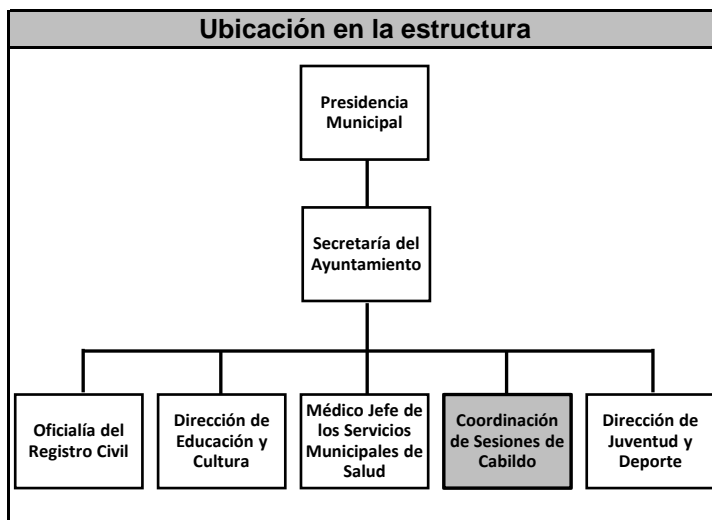 Ubicación en la estructura
Presidencia
Municipal
Secretaría del
Ayuntamiento
Oficialía del
Registro Civil
Dirección de
Educación y
Cultura
Médico Jefe de
los Servicios
Municipales de
Salud
Coordinación
de Sesiones de
Cabildo
Dirección de
Juventud y
Deporte